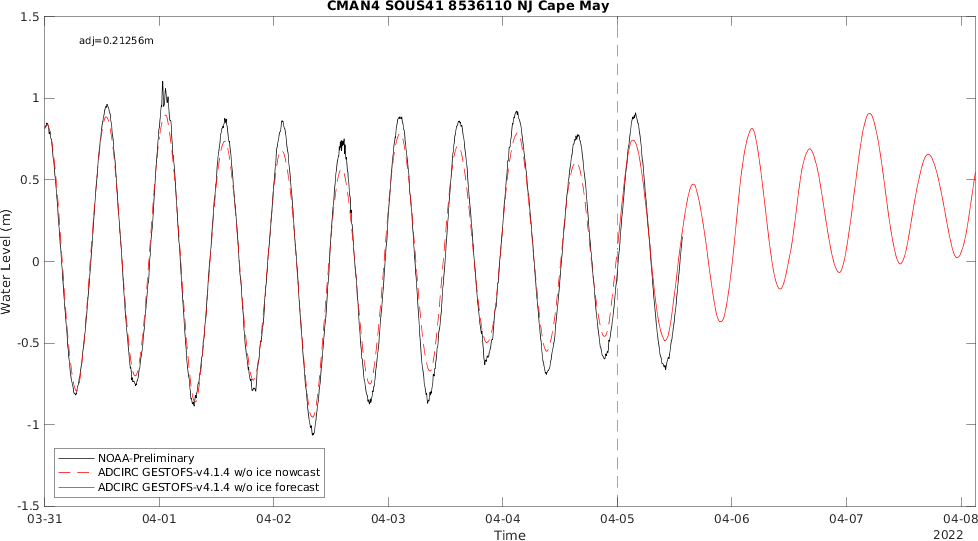 CMAN4 SOUS41 8536110 NJ Cape May
1.5
adj=0.21256m
1
0.5
0
-0.5
-1
-1.5
Water Level (m)
NOAA-Preliminary
ADCIRC GESTOFS-v4.1.4 w/o ice nowcast
ADCIRC GESTOFS-v4.1.4 w/o ice forecast
03-31 04-01 04-02 04-03 04-04 04-05 04-06 04-07 04-08
Time
2022